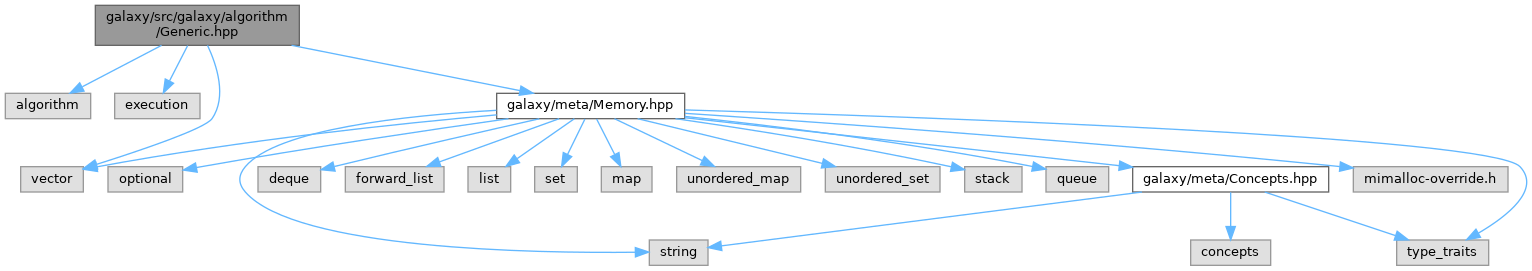 galaxy/src/galaxy/algorithm
/Generic.hpp
algorithm
execution
galaxy/meta/Memory.hpp
vector
optional
deque
forward_list
list
set
map
unordered_map
unordered_set
stack
queue
galaxy/meta/Concepts.hpp
mimalloc-override.h
string
concepts
type_traits